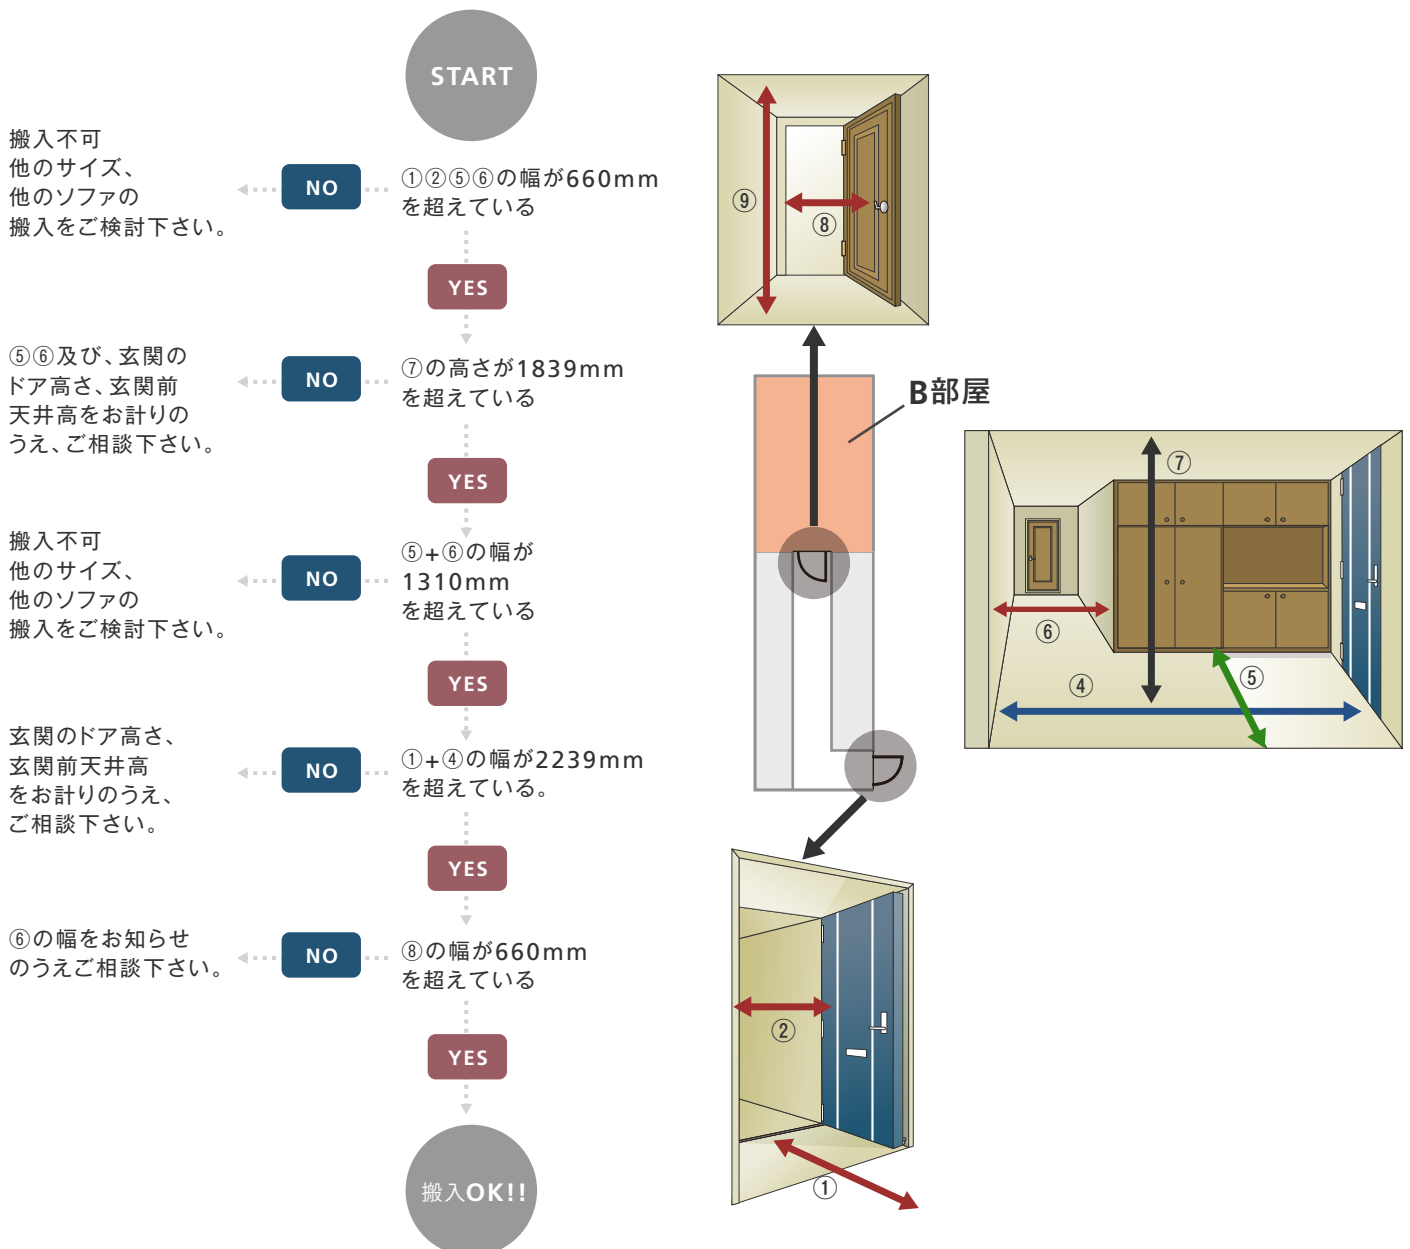 START
搬入不可
他のサイズ、
他のソファの
搬入をご検討下さい。
NO
①②⑤⑥の幅が660mm
を超えている
YES
⑤⑥及び、玄関の
ドア高さ、玄関前
天井高をお計りの
うえ、ご相談下さい。
NO
⑦の高さが1839mm
を超えている
YES
搬入不可
他のサイズ、
他のソファの
搬入をご検討下さい。
NO
⑤+⑥の幅が
1310mm
を超えている
YES
玄関のドア高さ、
玄関前天井高
をお計りのうえ、
ご相談下さい。
NO
①+④の幅が2239mm
を超えている。
YES
⑥の幅をお知らせ
のうえご相談下さい。
NO
⑧の幅が660mm
を超えている
YES
搬入OK!!
⑨
⑧
B部屋
⑦
⑥
⑤
④
②
①